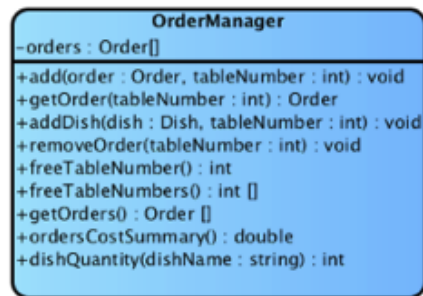 OrderManager
-orders : Order[]
+add(order : Order, tableNumber : int) : void
+getOrder(tableNumber : int) : Order
+addDish(dish : Dish, tableNumber : int) : void
+removeOrder(tableNumber : int) : void
+freeTableNumber() : int
+freeTableNumbers() : int []
+getOrders() : Order []
+ordersCostSummary() : double
+dishQuantity(dishName : string) : int